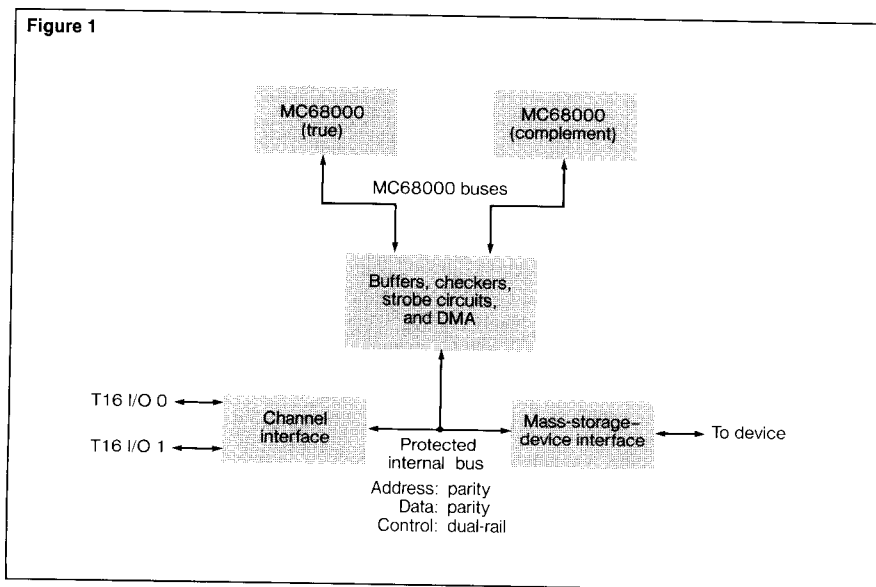 Figure 1
MC68000
(true)
MC68000
(complement)
MC68000 buses
Buffers, checkers,
strobe circuits,
and DMA
T16 I/O 0
T16 I/O 1
Channel
interface
Protected
internal bus
Address: parity
Data: parity
Control: dual-rail
Mass-storage–
device interface
To device